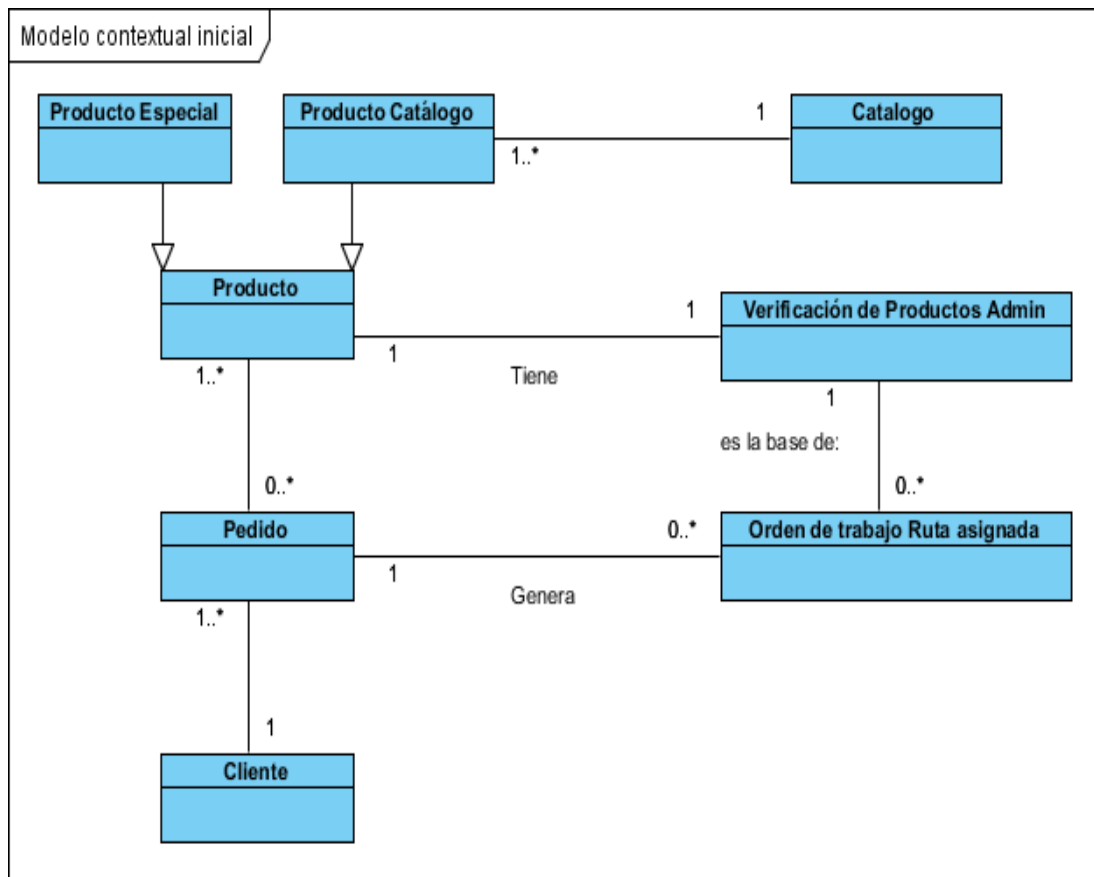 Modelo contextual inicial
Producto Especial
Producto Catálogo
1
1..*
Catalogo
Producto
1
1
Tiene
Verificación de Productos Admin
1..*
1
es la base de:
0..*
0..*
Pedido
0..*
1
Genera
Orden de trabajo Ruta asignada
1..*
1
Cliente